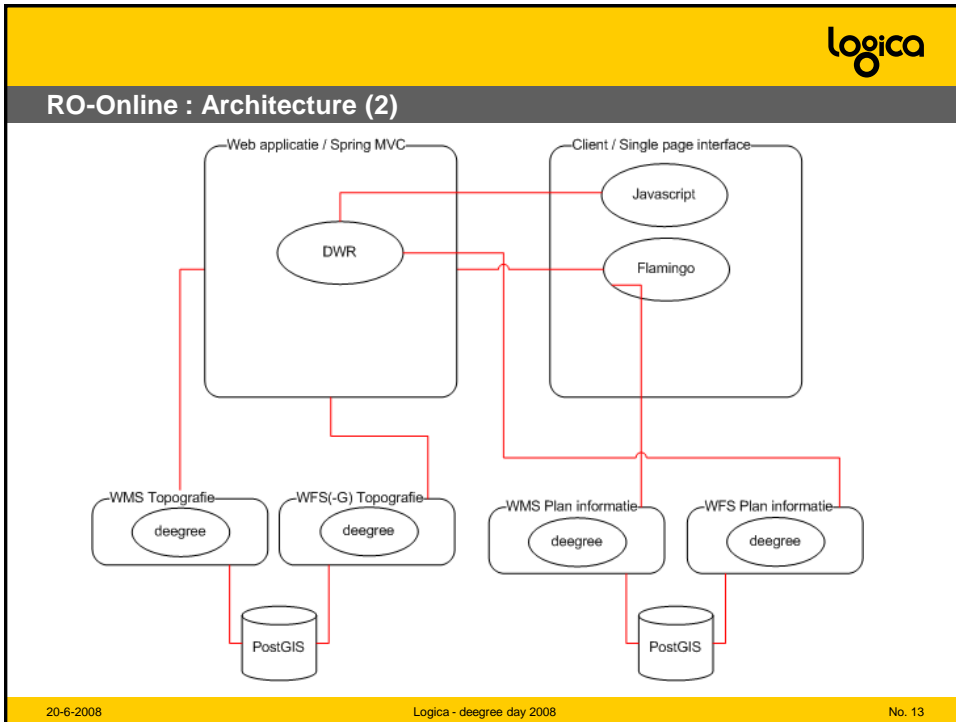 logica
RO-Online : Architecture (2)
Web applicatie / Spring MVC
Client / Single page interface
Javascript
DWR
Flamingo
WMS Topografie
WFS(-G) Topografie
WMS Plan informatie
WFS Plan informatie
deegree
deegree
deegree
deegree
PostGIS
PostGIS
20-6-2008
Logica - deegree day 2008
No. 13